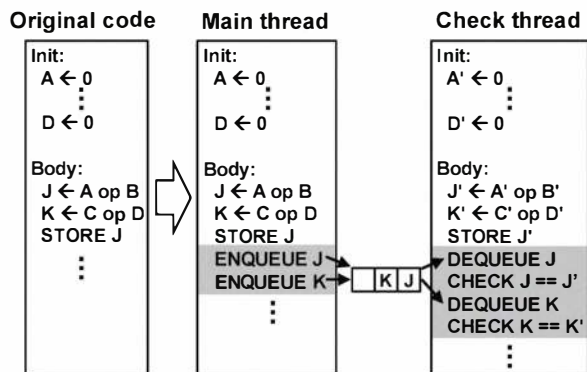 Original code
Init:
A ← 0
⋮
D ← 0
Body:
J ← A op B
K ← C op D
STORE J
⋮
Main thread
Init:
A ← 0
⋮
D ← 0
Body:
J ← A op B
K ← C op D
STORE J
ENQUEUE J
ENQUEUE K
⋮
K J
Check thread
Init:
A' ← 0
⋮
D' ← 0
Body:
J' ← A' op B'
K' ← C' op D'
STORE J'
DEQUEUE J
CHECK J == J’
DEQUEUE K
CHECK K == K'
⋮